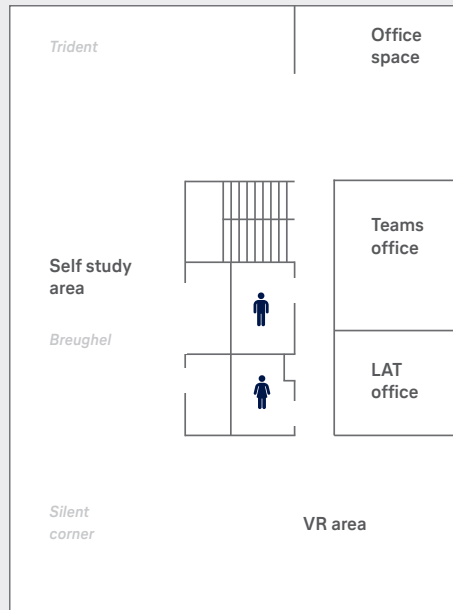 Trident
Office
space
Teams
office
Self study
area
Breughel
LAT
office
Silent
corner
VR area